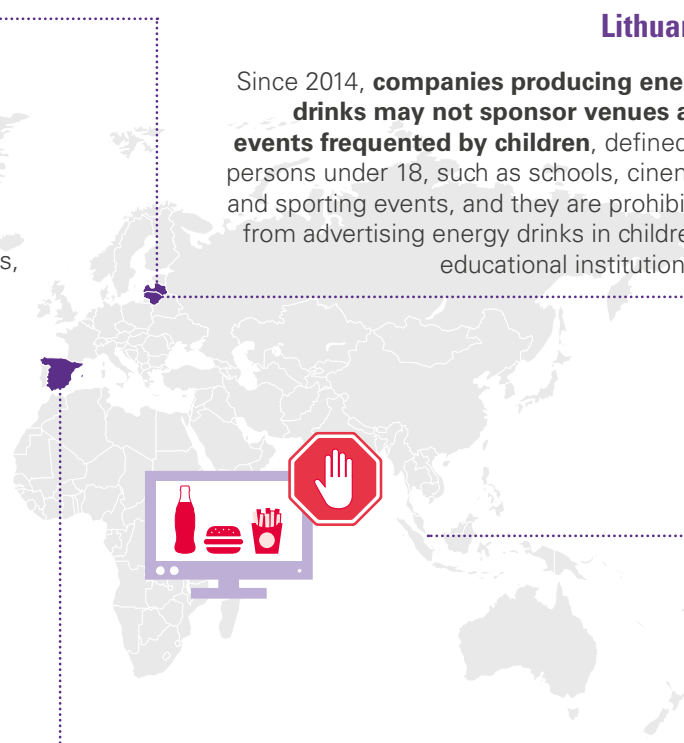 Lithuan
Since 2014, companies producing ene
drinks may not sponsor venues a
events frequented by children, defined
persons under 18, such as schools, cinem
and sporting events, and they are prohibi
from advertising energy drinks in childre
s,
educational institution